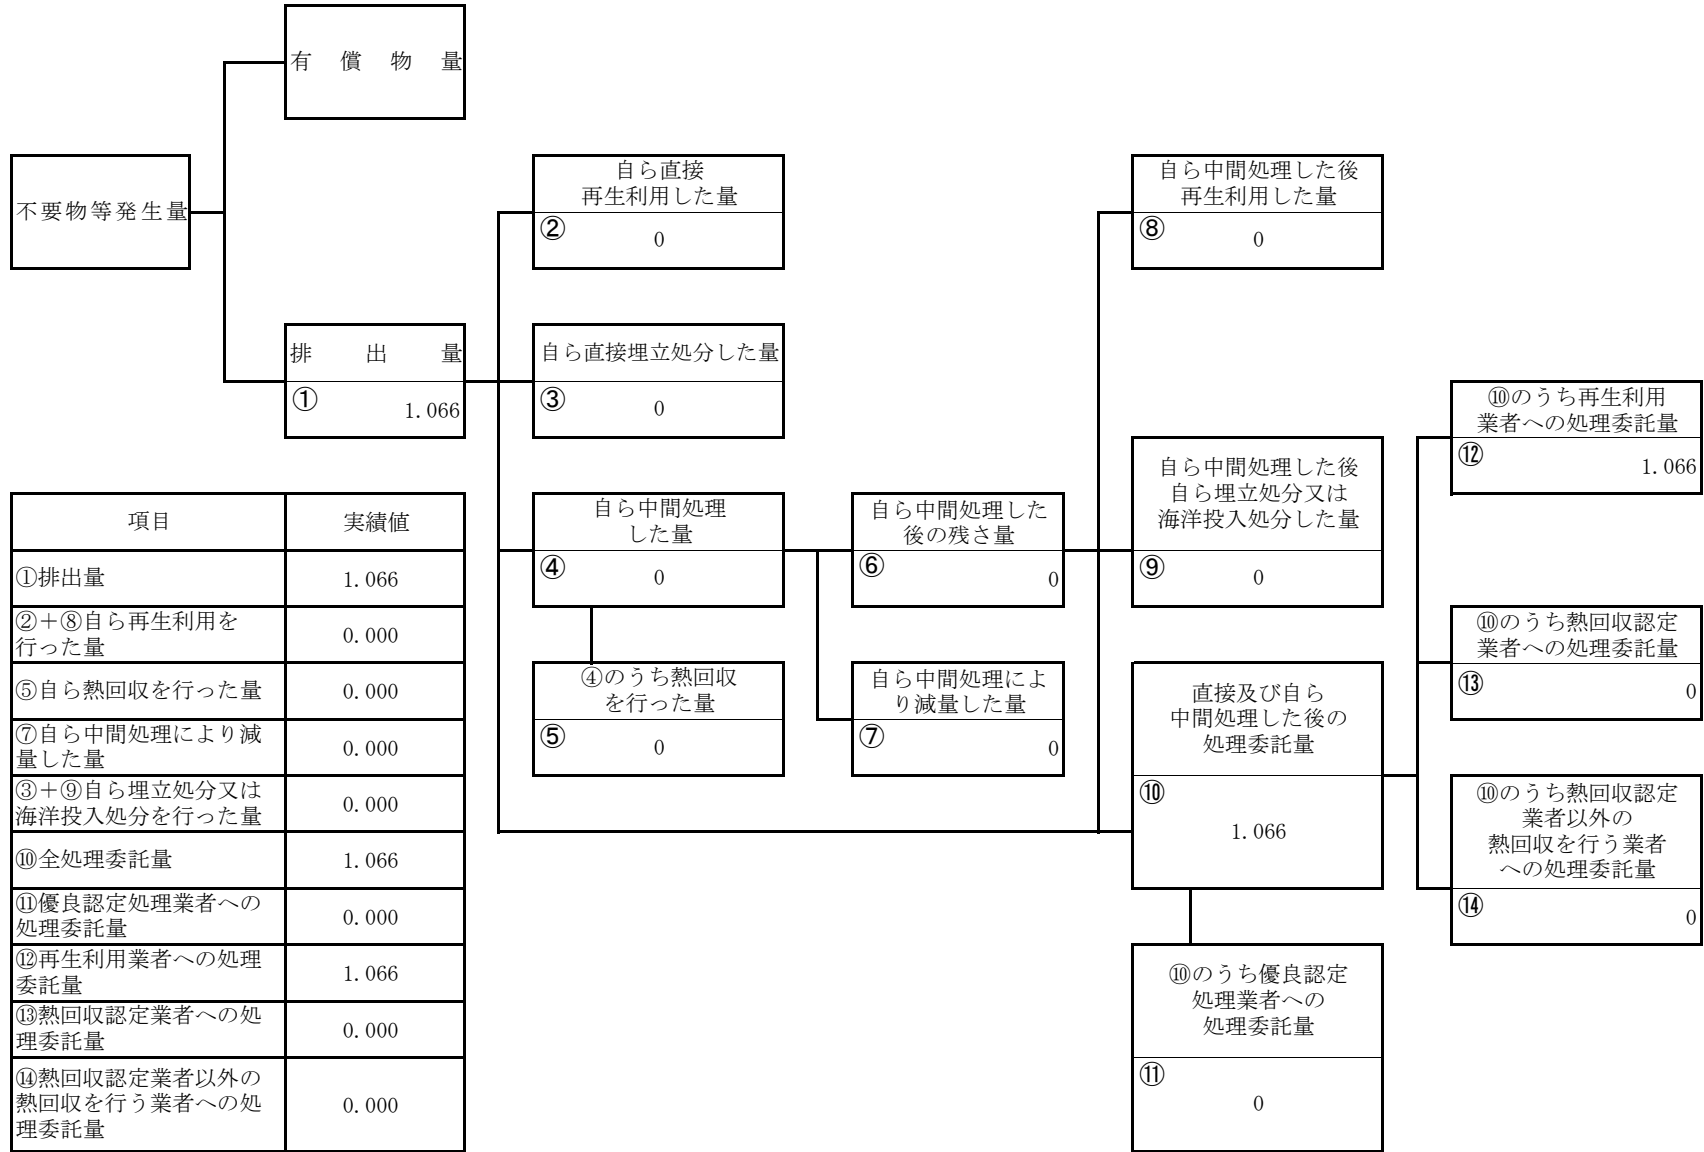 有償物量
不要物等発生量
自ら直接
再生利用した量
②
0
自ら中間処理した後
再生利用した量
⑧
0
排出量
①
1.066
自ら直接埋立処分した量
③
0
⑩のうち再生利用
業者への処理委託量
⑫
1.066
自ら中間処理した後
自ら埋立処分又は
海洋投入処分した量
⑨
0
自ら中間処理
した量
④
0
自ら中間処理した
後の残さ量
⑥
0
⑩のうち熱回収認定
業者への処理委託量
⑬
0
④のうち熱回収
を行った量
⑤
0
自ら中間処理によ
り減量した量
⑦
0
直接及び自ら
中間処理した後の
処理委託量
⑩
1.066
⑩のうち熱回収認定
業者以外の
熱回収を行う業者
への処理委託量
⑭
0
⑩のうち優良認定
処理業者への
処理委託量
⑪
0
項目 実績値
①排出量 1.066
②＋⑧自ら再生利用を
行った量 0.000
⑤自ら熱回収を行った量 0.000
⑦自ら中間処理により減
量した量 0.000
③＋⑨自ら埋立処分又は
海洋投入処分を行った量 0.000
⑩全処理委託量 1.066
⑪優良認定処理業者への
処理委託量 0.000
⑫再生利用業者への処理
委託量 1.066
⑬熱回収認定業者への処
理委託量 0.000
⑭熱回収認定業者以外の
熱回収を行う業者への処
理委託量 0.000